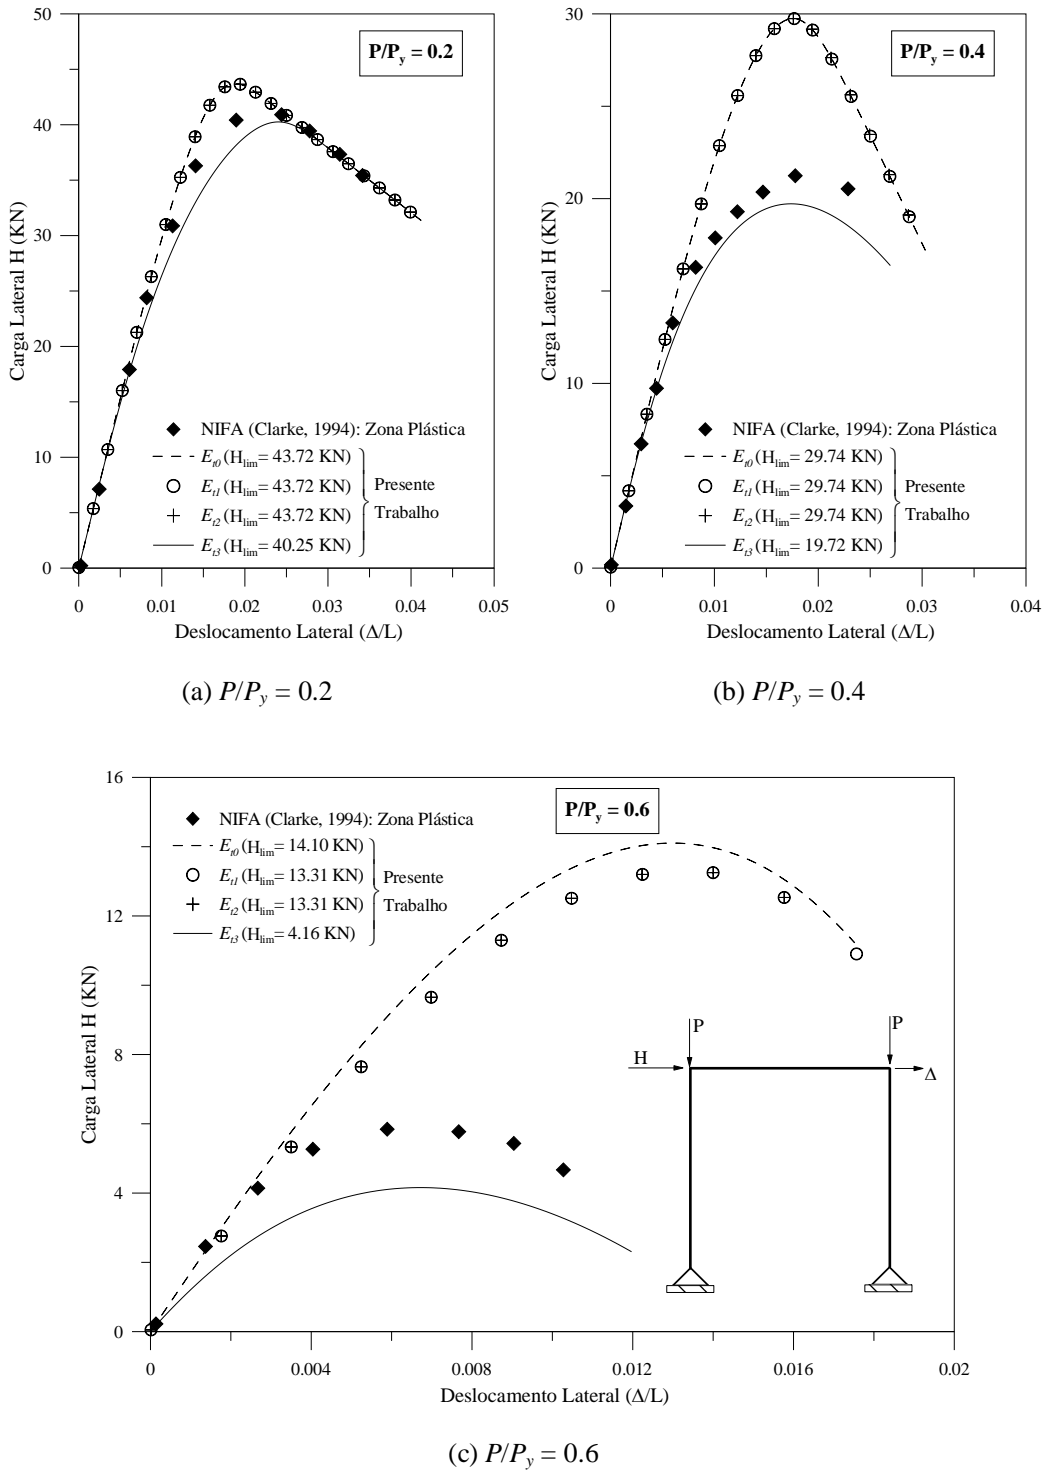 50
40
30
20
10
0
Carga Lateral H (KN)
P/Py = 0.2
NIFA (Clarke, 1994): Zona Plástica
Et0 (Hlim= 43.72 KN)
Et1 (Hlim= 43.72 KN)
Et2 (Hlim= 43.72 KN)
Et3 (Hlim= 40.25 KN)
Presente
Trabalho
0 0.01 0.02 0.03 0.04 0.05
Deslocamento Lateral (Δ/L)
(a) P/Py = 0.2
30
20
10
0
Carga Lateral H (KN)
P/Py = 0.4
NIFA (Clarke, 1994): Zona Plástica
Et0 (Hlim= 29.74 KN)
Et1 (Hlim= 29.74 KN)
Et2 (Hlim= 29.74 KN)
Et3 (Hlim= 19.72 KN)
Presente
Trabalho
0 0.01 0.02 0.03 0.04
Deslocamento Lateral (Δ/L)
(b) P/Py = 0.4
16
12
8
4
0
Carga Lateral H (KN)
P/Py = 0.6
NIFA (Clarke, 1994): Zona Plástica
Et0 (Hlim= 14.10 KN)
Et1 (Hlim= 13.31 KN)
Et2 (Hlim= 13.31 KN)
Et3 (Hlim= 4.16 KN)
Presente
Trabalho
P P
H Δ
0 0.004 0.008 0.012 0.016 0.02
Deslocamento Lateral (Δ/L)
(c) P/Py = 0.6